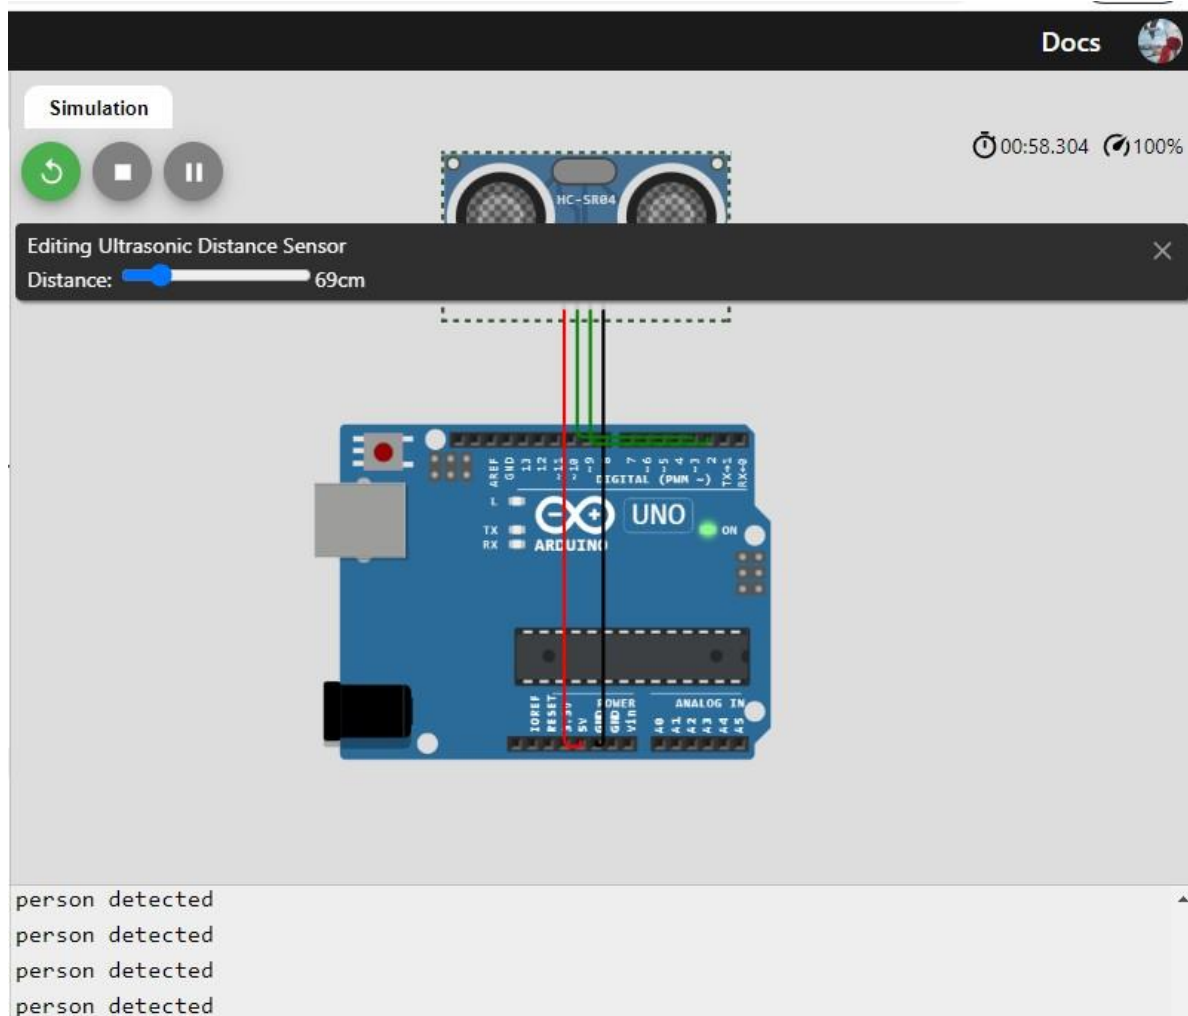 Docs
Simulation
00:58.304 100%
HC-SR04
Editing Ultrasonic Distance Sensor
Distance: 69cm
AREF
GND
13
12
~11
~10
~9
8
7
~6
~5
4
~3
2
TX→1
RX←0
DIGITAL (PWM ~)
L
TX
RX
UNO
ARDUINO
ON
IOREF
RESET
3.3V
5V
GND
GND
Vin
POWER
ANALOG IN
A0
A1
A2
A3
A4
A5
person detected
person detected
person detected
person detected